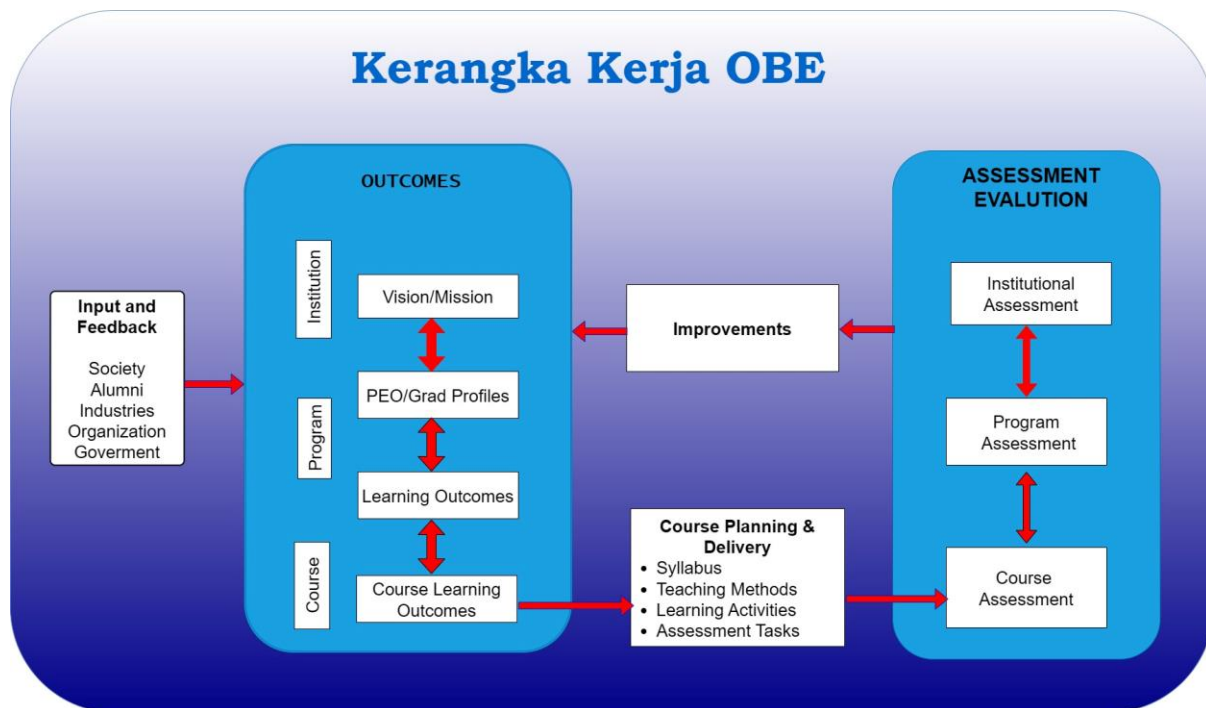 Kerangka Kerja OBE
Input and
Feedback
Society
Alumni
Industries
Organization
Goverment
OUTCOMES
Institution
Program
Course
Vision/Mission
PEO/Grad Profiles
Learning Outcomes
Course Learning
Outcomes
Improvements
Course Planning &
Delivery
• Syllabus
• Teaching Methods
• Learning Activities
• Assessment Tasks
ASSESSMENT
EVALUTION
Institutional
Assessment
Program
Assessment
Course
Assessment